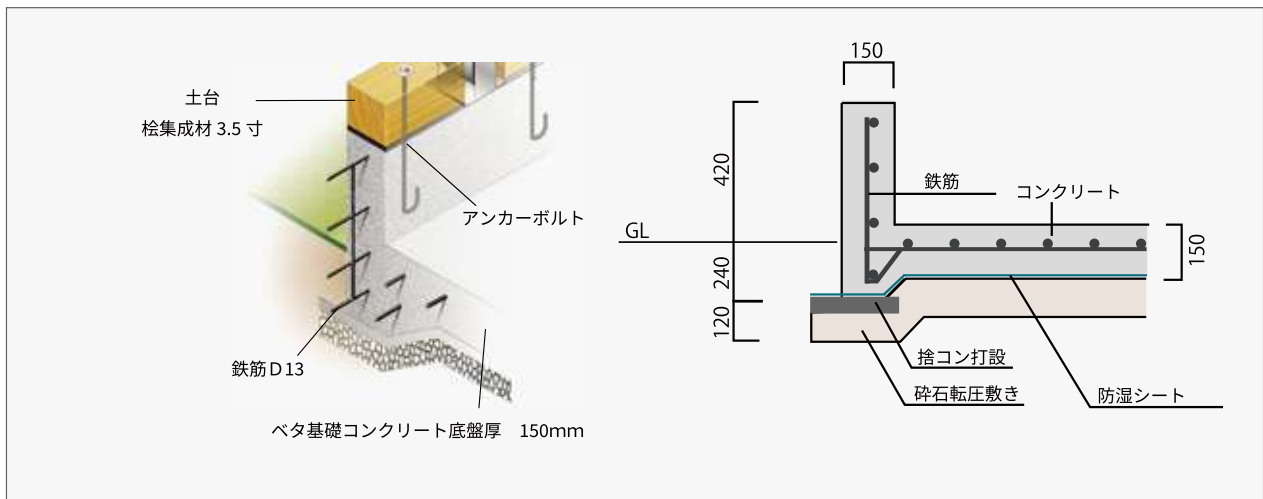 土台
桧集成材 3.5 寸
アンカーボルト
鉄筋D13
ベタ基礎コンクリート底盤厚　150mm
150
420
鉄筋
コンクリート
GL
150
240
120
捨コン打設
砕石転圧敷き
防湿シート